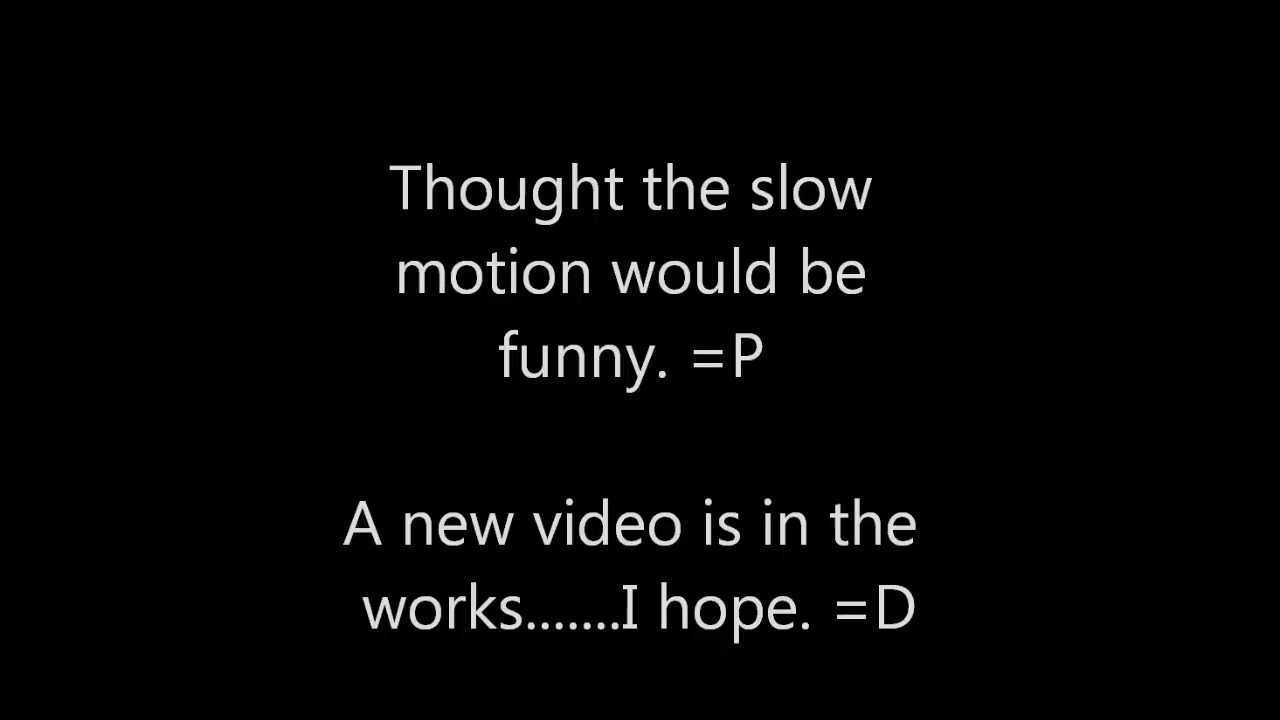 Thought the slow
motion would be
funny. =P
A new video is in the
works.......I hope. =D